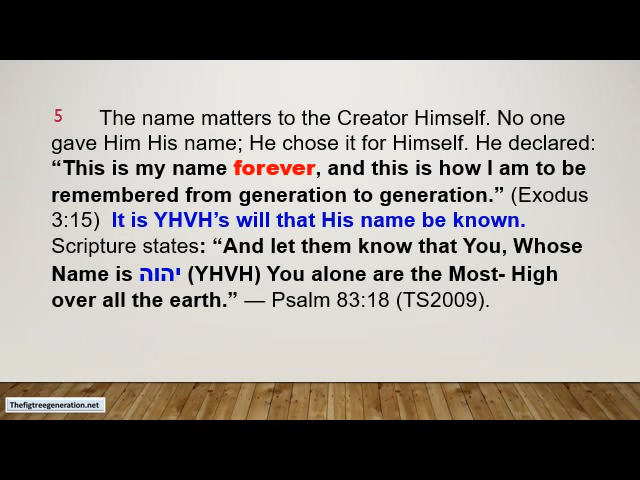 5 The name matters to the Creator Himself. No one
gave Him His name; He chose it for Himself. He declared:
“This is my name forever, and this is how I am to be
remembered from generation to generation.” (Exodus
3:15) It is YHVH’s will that His name be known.
Scripture states: “And let them know that You, Whose
Name is יהוה (YHVH) You alone are the Most- High
over all the earth.” — Psalm 83:18 (TS2009).
Thefigtreegeneration.net